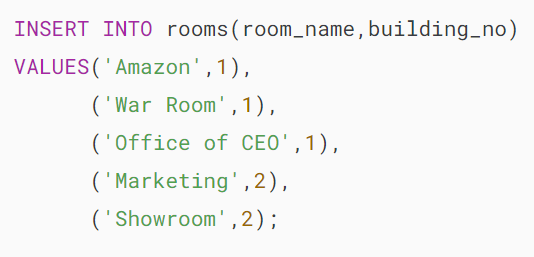 INSERT INTO rooms(room_name,building_no)
VALUES('Amazon',1),
      ('War Room',1),
      ('Office of CEO',1),
      ('Marketing',2),
      ('Showroom',2);